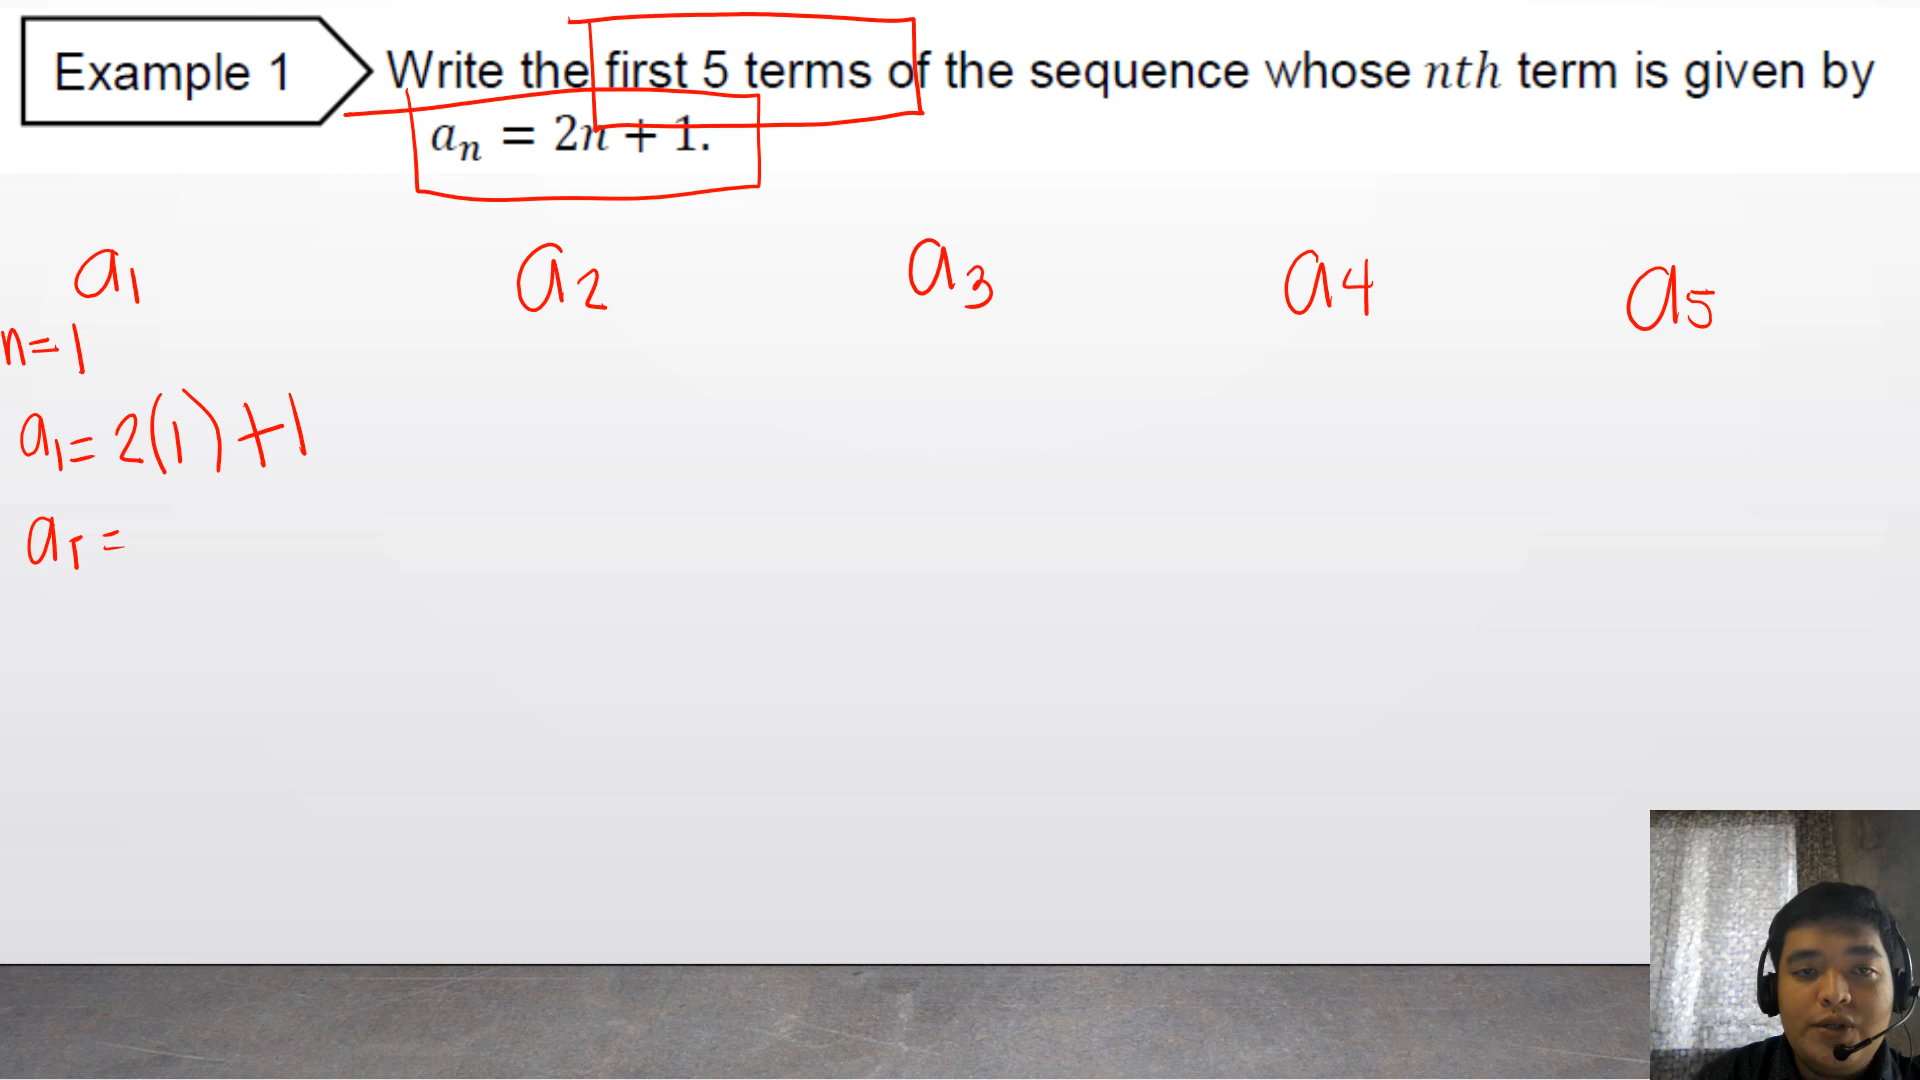 Example 1 Write the first 5 terms of the sequence whose nth term is given by
aₙ = 2n + 1.
a₁ a₂ a₃ a₄ a₅
n=1
a₁= 2(1)+1
a₁ =